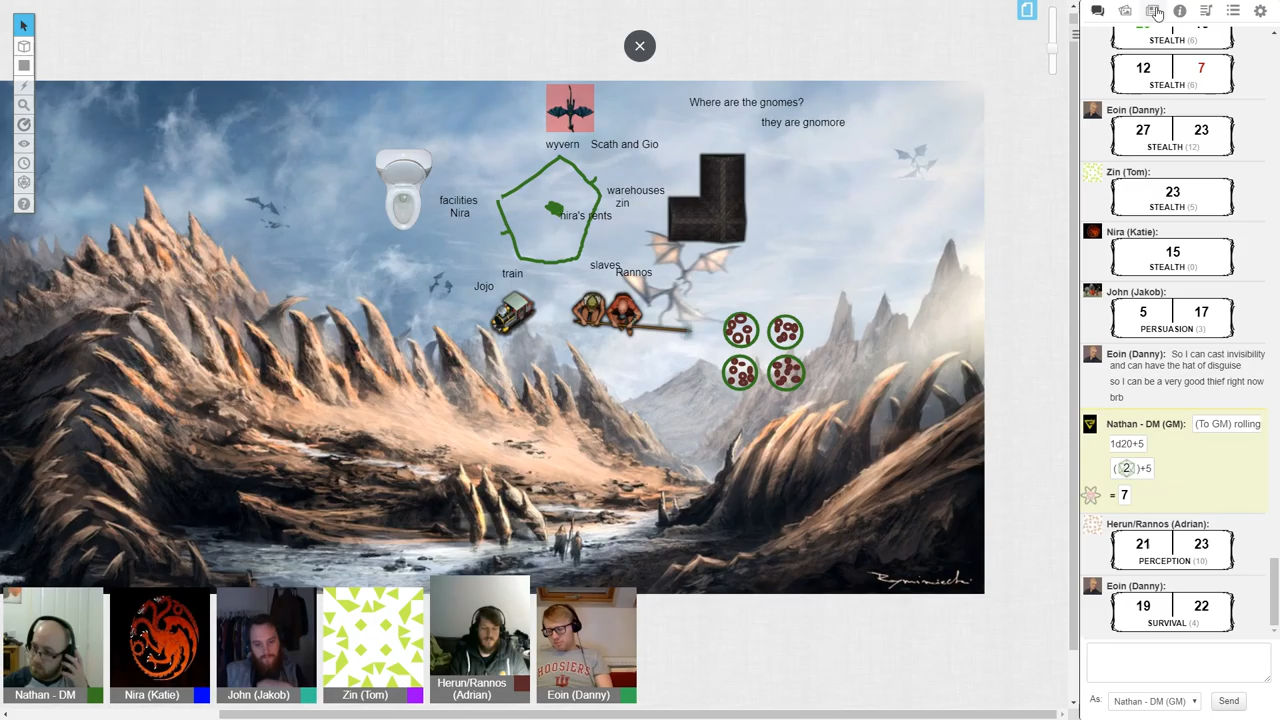 Where are the gnomes?
they are gnomore
wyvern
Scath and Gio
facilities
Nira
warehouses
zin
nira's rents
slaves
Rannos
train
Jojo
Nathan - DM
Nira (Katie)
John (Jakob)
Zin (Tom)
Herun/Rannos
(Adrian)
Eoin (Danny)
STEALTH (6)
12 7
STEALTH (6)
Eoin (Danny):
27 23
STEALTH (12)
Zin (Tom):
23
STEALTH (5)
Nira (Katie):
15
STEALTH (0)
John (Jakob):
5 17
PERSUASION (3)
Eoin (Danny): So I can cast invisibility
and can have the hat of disguise
so I can be a very good thief right now
brb
Nathan - DM (GM): (To GM) rolling
1d20+5
(2)+5
= 7
Herun/Rannos (Adrian):
21 23
PERCEPTION (10)
Eoin (Danny):
19 22
SURVIVAL (4)
As: Nathan - DM (GM) Send